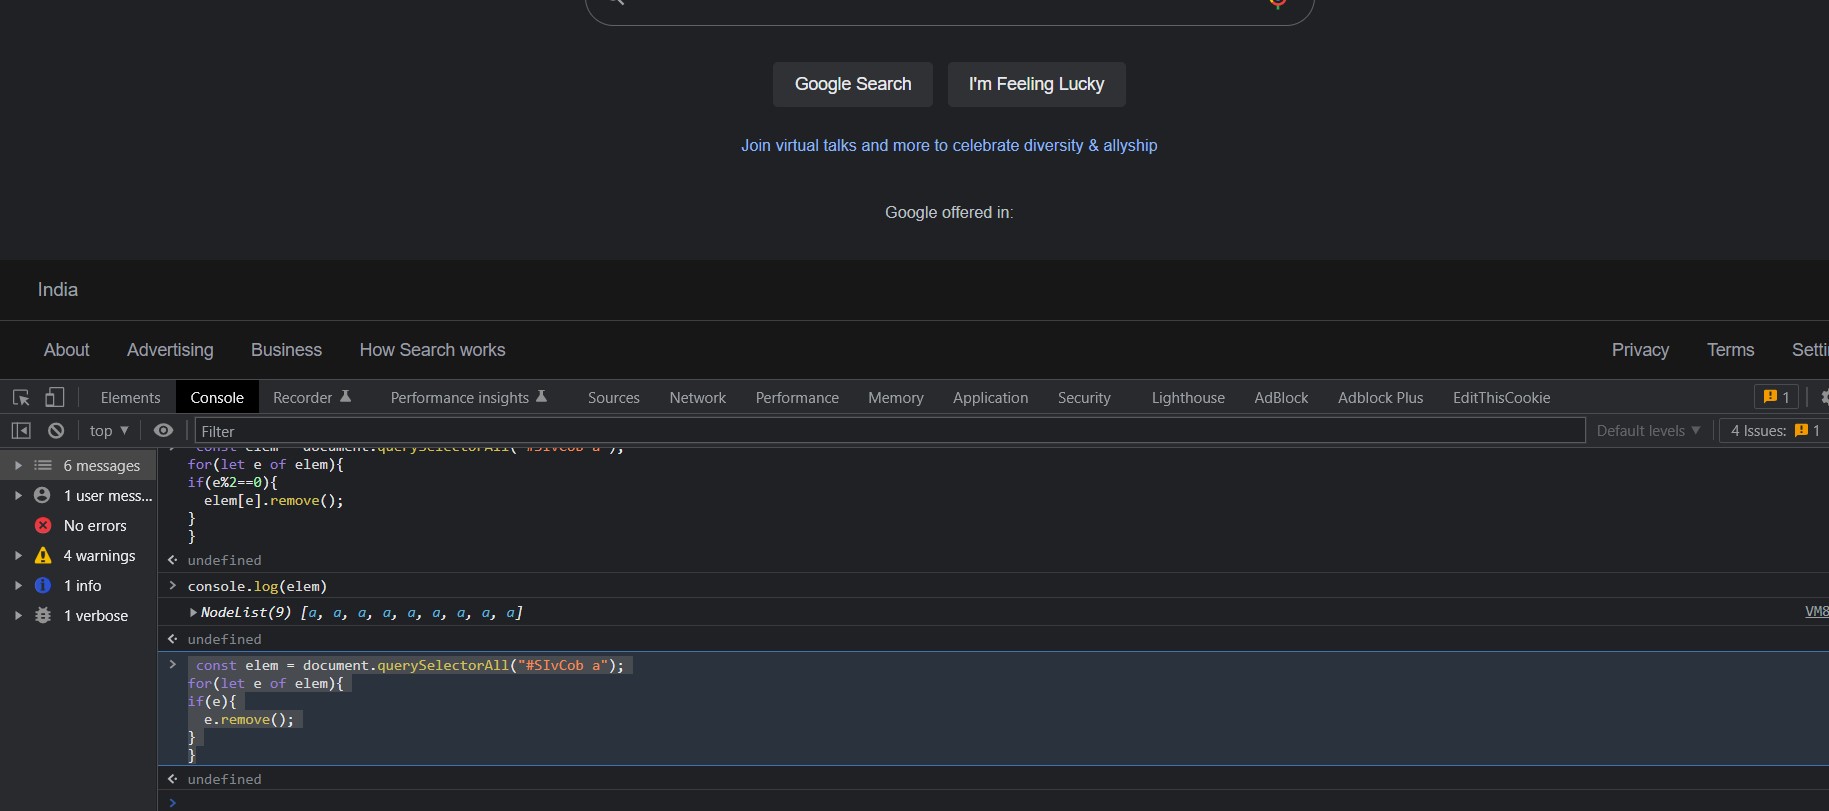 Google Search I'm Feeling Lucky
Join virtual talks and more to celebrate diversity & allyship
Google offered in:
India
About Advertising Business How Search works Privacy Terms Setti
Elements Console Recorder Performance insights Sources Network Performance Memory Application Security Lighthouse AdBlock Adblock Plus EditThisCookie 1
top Filter Default levels 4 Issues: 1
6 messages
1 user mess...
No errors
4 warnings
1 info
1 verbose
const elem = document.querySelectorAll("#SIvCob a");
for(let e of elem){
if(e%2==0){
elem[e].remove();
}
}
undefined
console.log(elem)
NodeList(9) [a, a, a, a, a, a, a, a, a]
VM8
undefined
const elem = document.querySelectorAll("#SIvCob a");
for(let e of elem){
if(e){
e.remove();
}
}
undefined